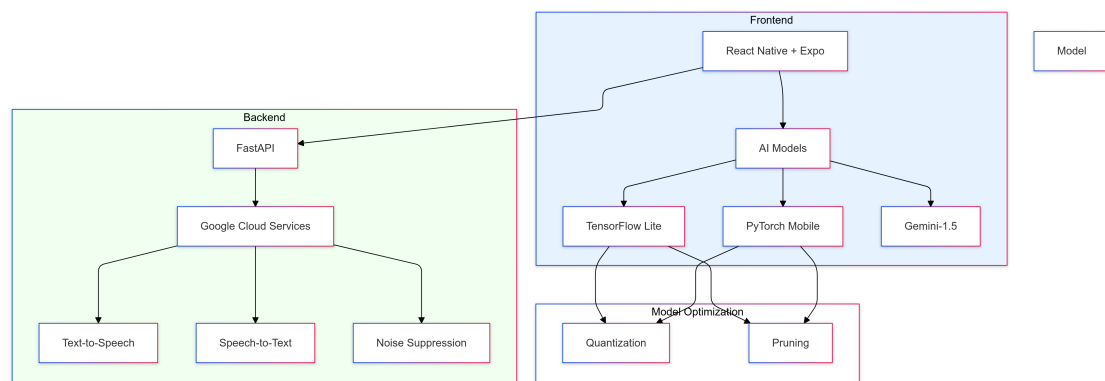 Frontend
React Native + Expo
Model
Backend
FastAPI
AI Models
Google Cloud Services
TensorFlow Lite
PyTorch Mobile
Gemini-1.5
Model Optimization
Text-to-Speech
Speech-to-Text
Noise Suppression
Quantization
Pruning